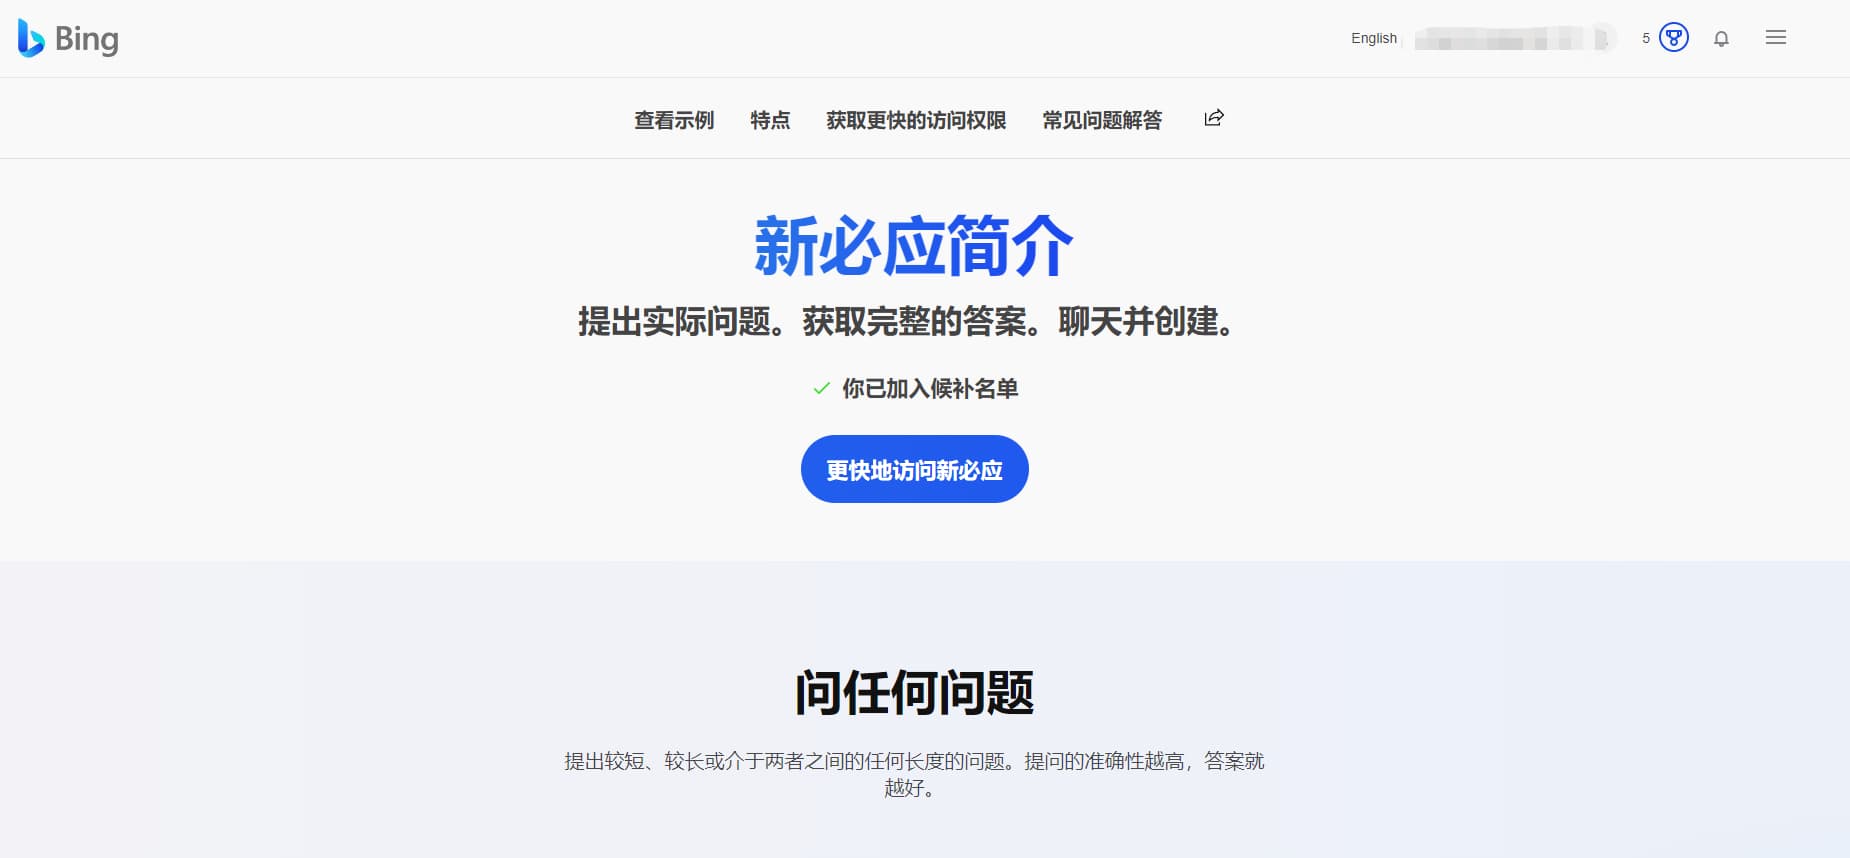 Bing
English
5
查看示例 特点 获取更快的访问权限 常见问题解答
新必应简介
提出实际问题。获取完整的答案。聊天并创建。
你已加入候补名单
更快地访问新必应
问任何问题
提出较短、较长或介于两者之间的任何长度的问题。提问的准确性越高，答案就
越好。